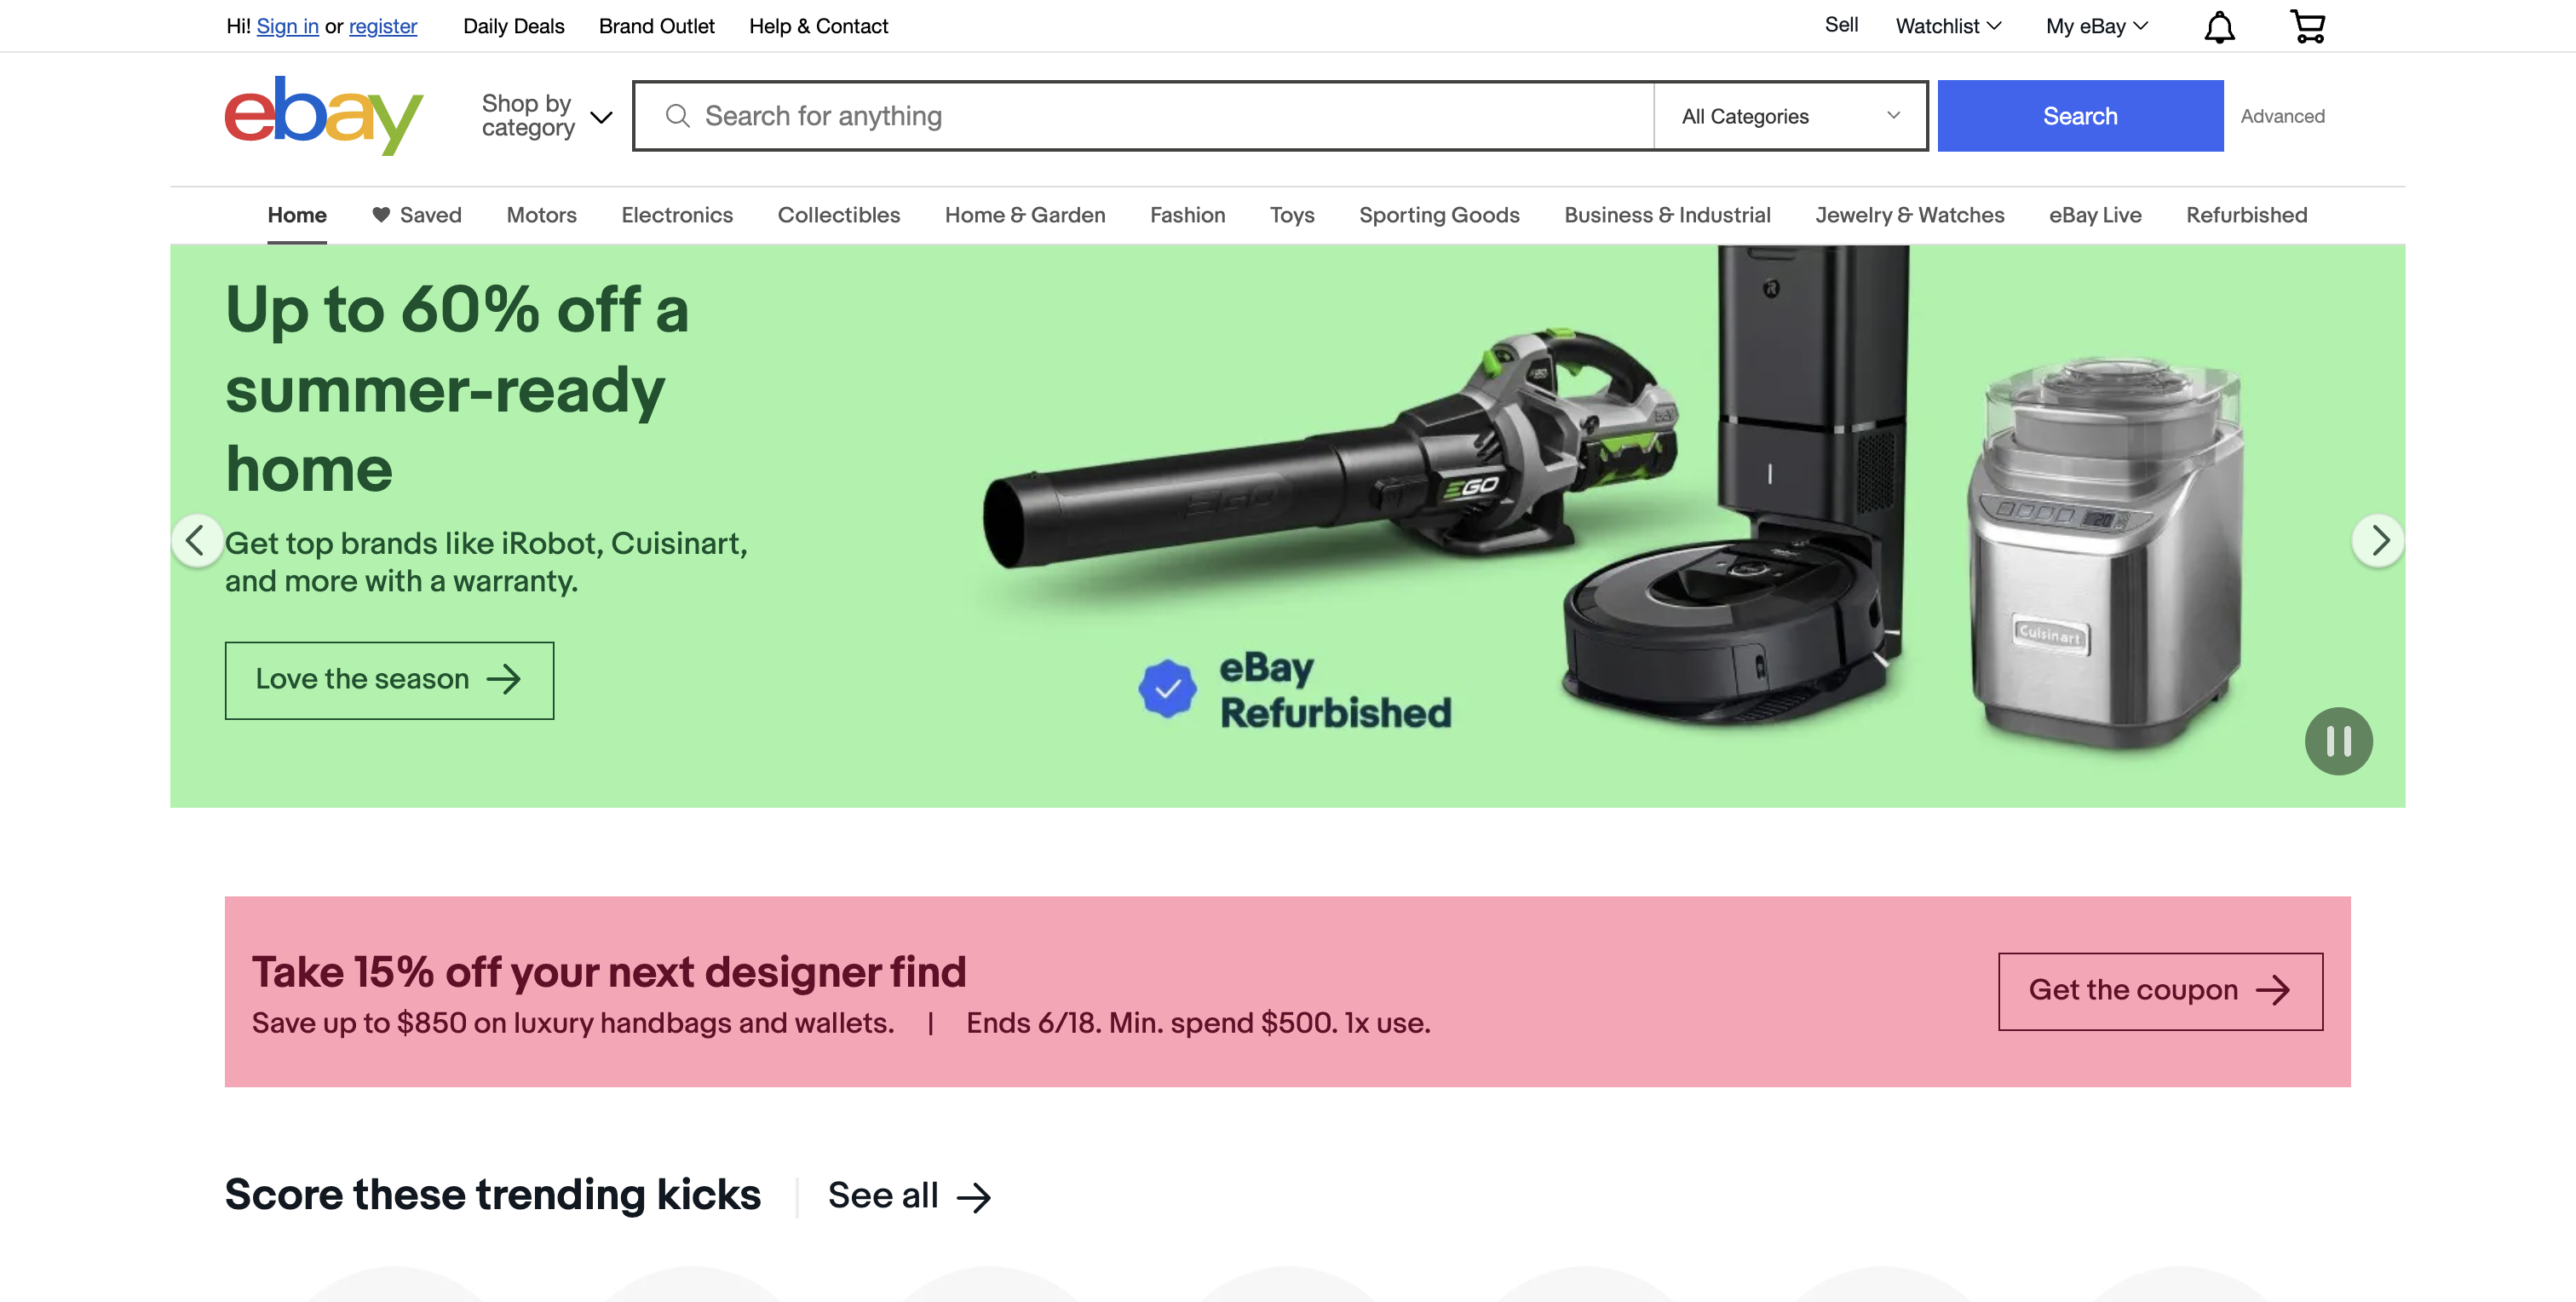 Hi! Sign in or register Daily Deals Brand Outlet Help & Contact Sell Watchlist My eBay
ebay
Shop by
category
Search for anything
All Categories
Search
Advanced
Home Saved Motors Electronics Collectibles Home & Garden Fashion Toys Sporting Goods Business & Industrial Jewelry & Watches eBay Live Refurbished
Up to 60% off a
summer-ready
home
Get top brands like iRobot, Cuisinart,
and more with a warranty.
Love the season
EGO
EGO
Cuisinart
eBay
Refurbished
Take 15% off your next designer find
Save up to $850 on luxury handbags and wallets. | Ends 6/18. Min. spend $500. 1x use.
Get the coupon
Score these trending kicks
See all